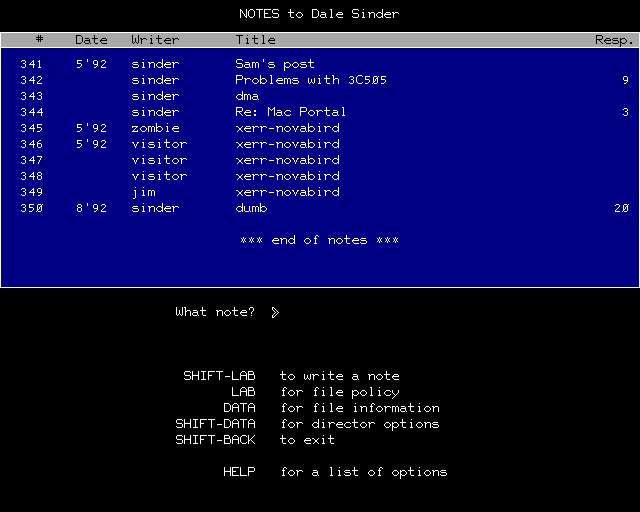 NOTES to Dale Sinder
# Date Writer Title Resp.
341 5'92 sinder Sam's post
342 sinder Problems with 3C505 9
343 sinder dma
344 sinder Re: Mac Portal 3
345 5'92 zombie xerr-novabird
346 5'92 visitor xerr-novabird
347 visitor xerr-novabird
348 visitor xerr-novabird
349 jim xerr-novabird
350 8'92 sinder dumb 20
*** end of notes ***
What note? >
SHIFT-LAB to write a note
LAB for file policy
DATA for file information
SHIFT-DATA for director options
SHIFT-BACK to exit
HELP for a list of options